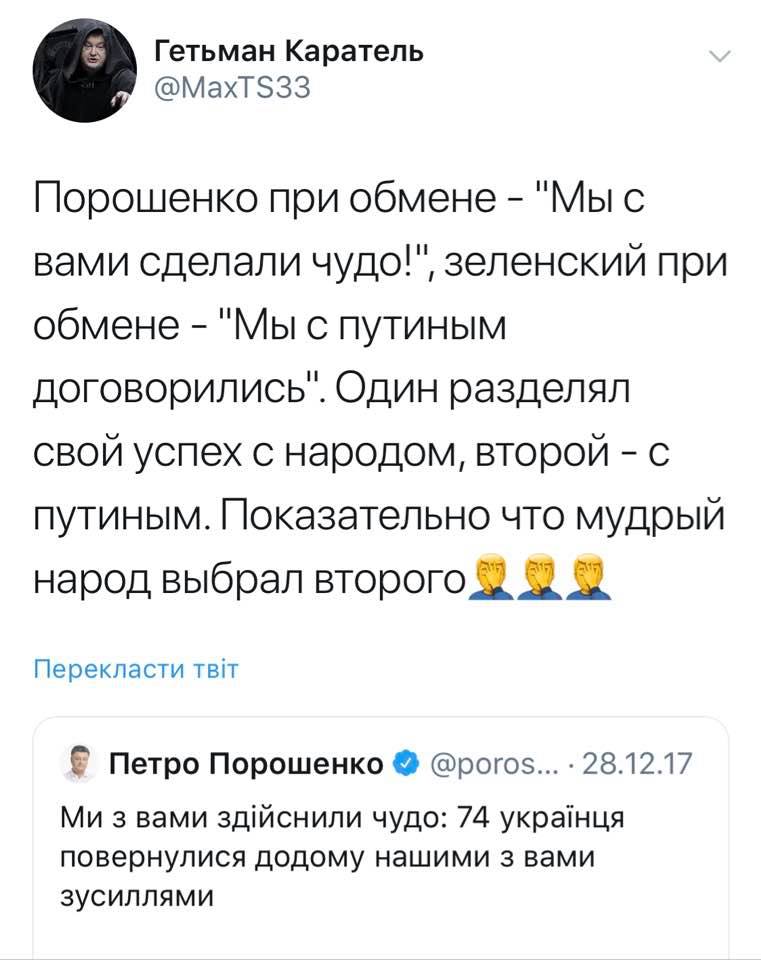 Гетьман Каратель
@MaxTS33
Порошенко при обмене - "Мы с
вами сделали чудо!", зеленский при
обмене - "Мы с путиным
договорились". Один разделял
свой успех с народом, второй - с
путиным. Показательно что мудрый
народ выбрал второго🤦‍♂️🤦‍♂️🤦‍♂️
Перекласти твіт
Петро Порошенко @poros... · 28.12.17
Ми з вами здійснили чудо: 74 українця
повернулися додому нашими з вами
зусиллями